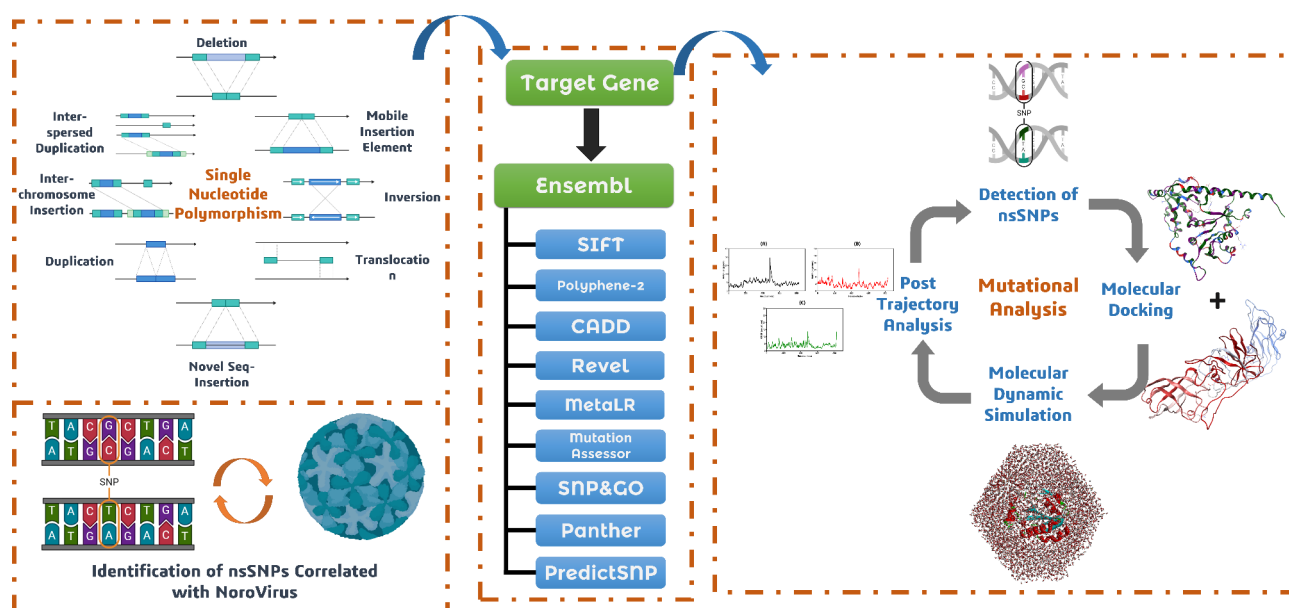 Deletion
Inter-
spersed
Duplication
Mobile
Insertion
Element
Inter-
chromosome
Insertion
Single
Nucleotide
Polymorphism
Inversion
Duplication
Translocatio
n
Novel Seq-
Insertion
T A C G C T G A
A T G C G A C T
SNP
T A C T C T G A
A T G A G A C T
Identification of nsSNPs Correlated
with NoroVirus
Target Gene
Ensembl
SIFT
Polyphene-2
CADD
Revel
MetaLR
Mutation
Assessor
SNP&GO
Panther
PredictSNP
SNP
Detection of
nsSNPs
Mutational
Analysis
Molecular
Docking
+
Molecular
Dynamic
Simulation
Post
Trajectory
Analysis
(A)
(B)
(C)